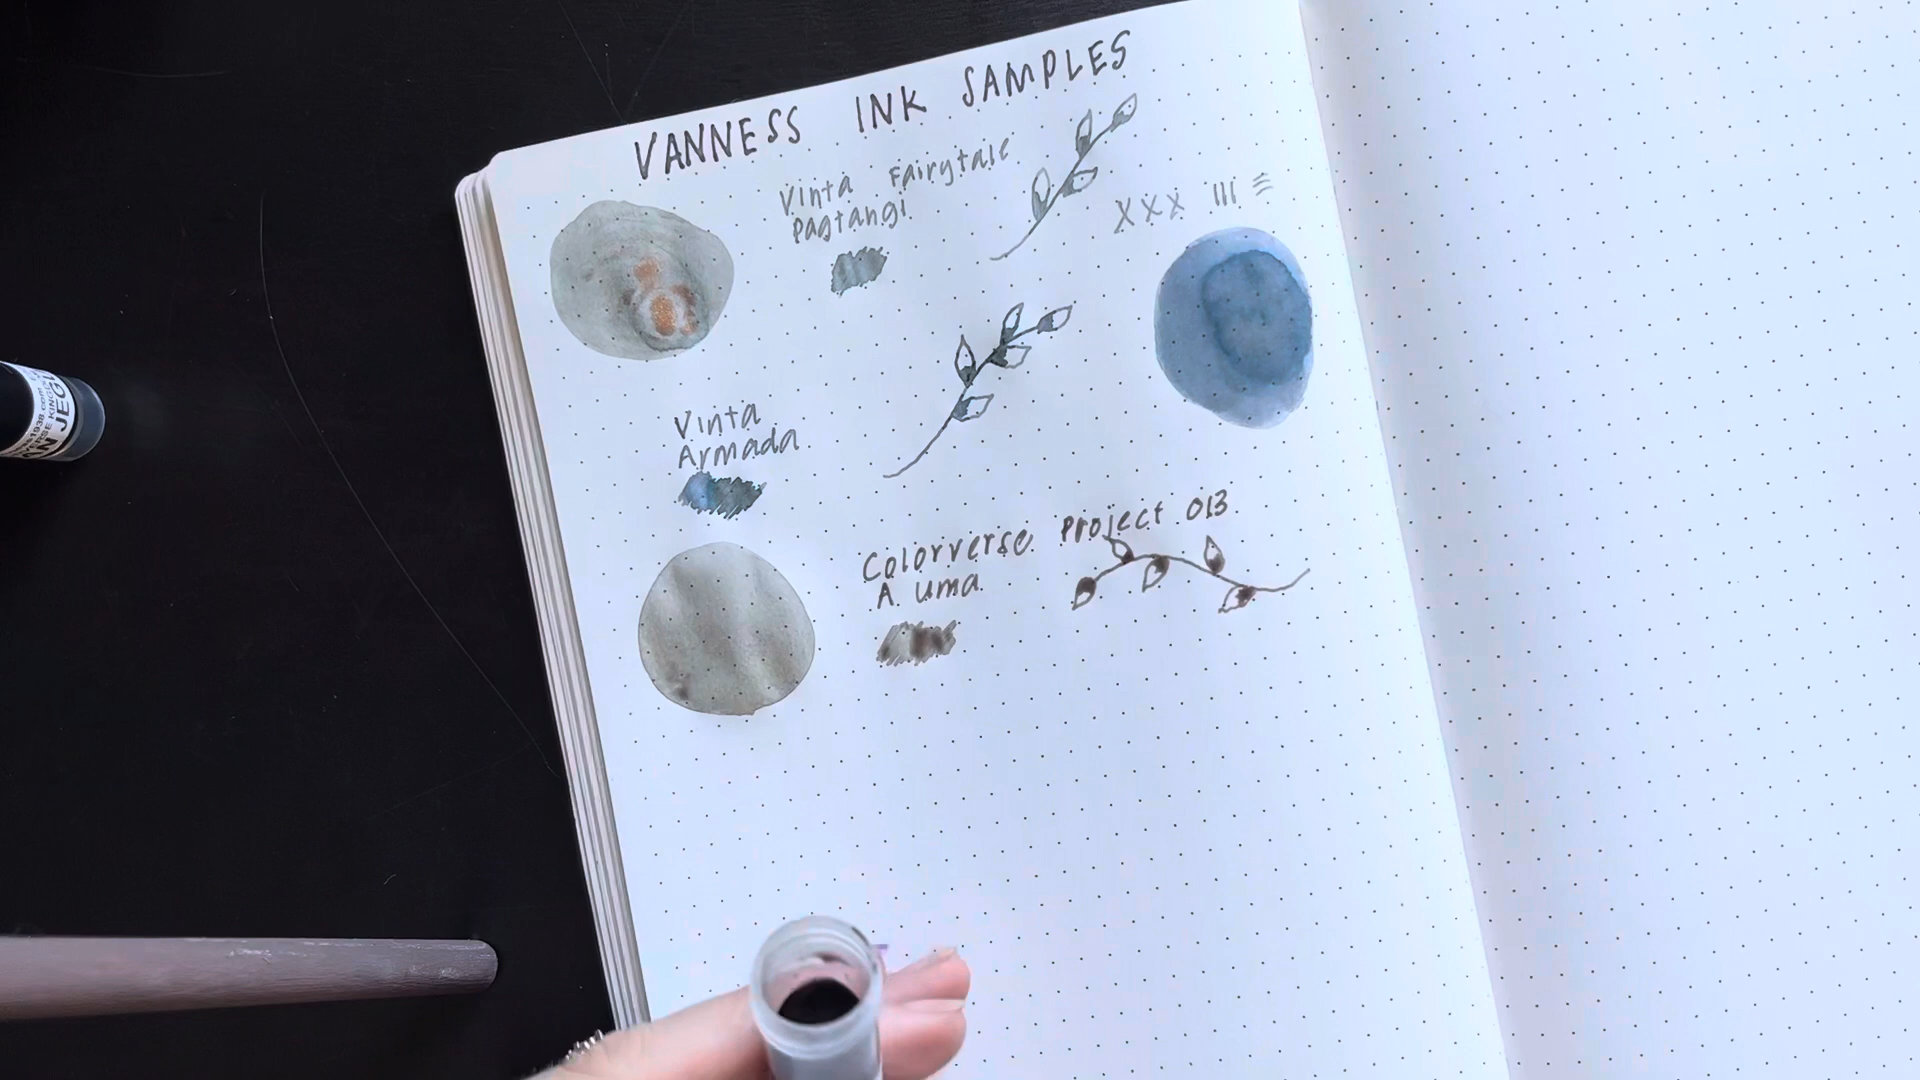 VANNESS INK SAMPLES
Vinta Fairytale
Pagtangi
XXX III
Vinta
Armada
Colorverse Project 013
A. uma